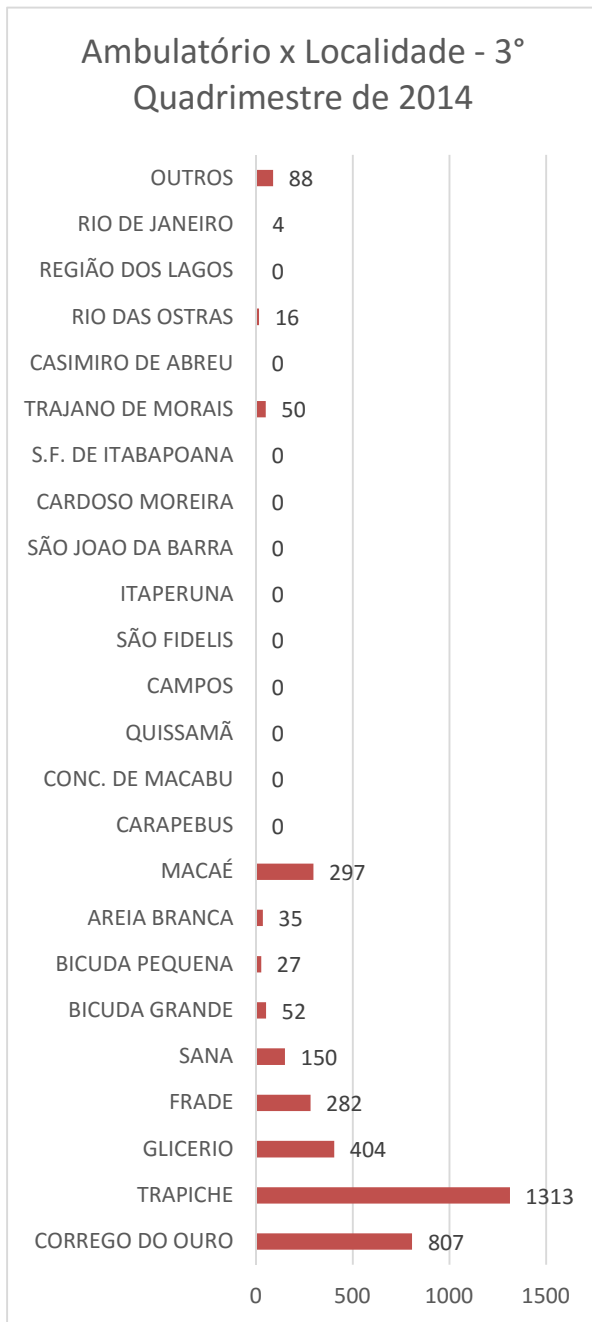 Ambulatório x Localidade - 3°
Quadrimestre de 2014
OUTROS 88
RIO DE JANEIRO 4
REGIÃO DOS LAGOS 0
RIO DAS OSTRAS 16
CASIMIRO DE ABREU 0
TRAJANO DE MORAIS 50
S.F. DE ITABAPOANA 0
CARDOSO MOREIRA 0
SÃO JOAO DA BARRA 0
ITAPERUNA 0
SÃO FIDELIS 0
CAMPOS 0
QUISSAMÃ 0
CONC. DE MACABU 0
CARAPEBUS 0
MACAÉ 297
AREIA BRANCA 35
BICUDA PEQUENA 27
BICUDA GRANDE 52
SANA 150
FRADE 282
GLICERIO 404
TRAPICHE 1313
CORREGO DO OURO 807
0 500 1000 1500